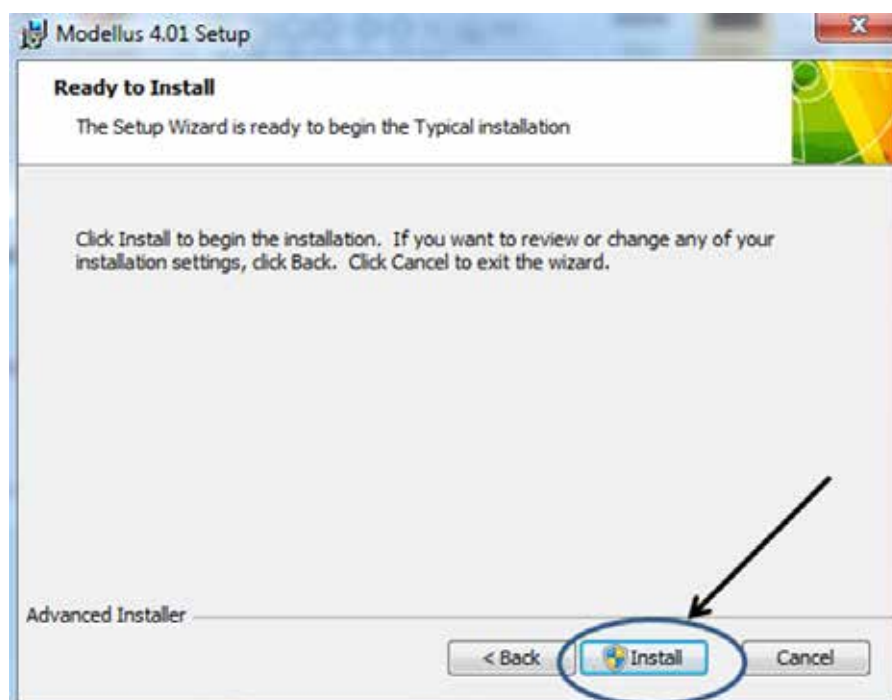 Modellus 4.01 Setup
Ready to Install
The Setup Wizard is ready to begin the Typical installation
Click Install to begin the installation. If you want to review or change any of your
installation settings, click Back. Click Cancel to exit the wizard.
Advanced Installer
< Back Install Cancel